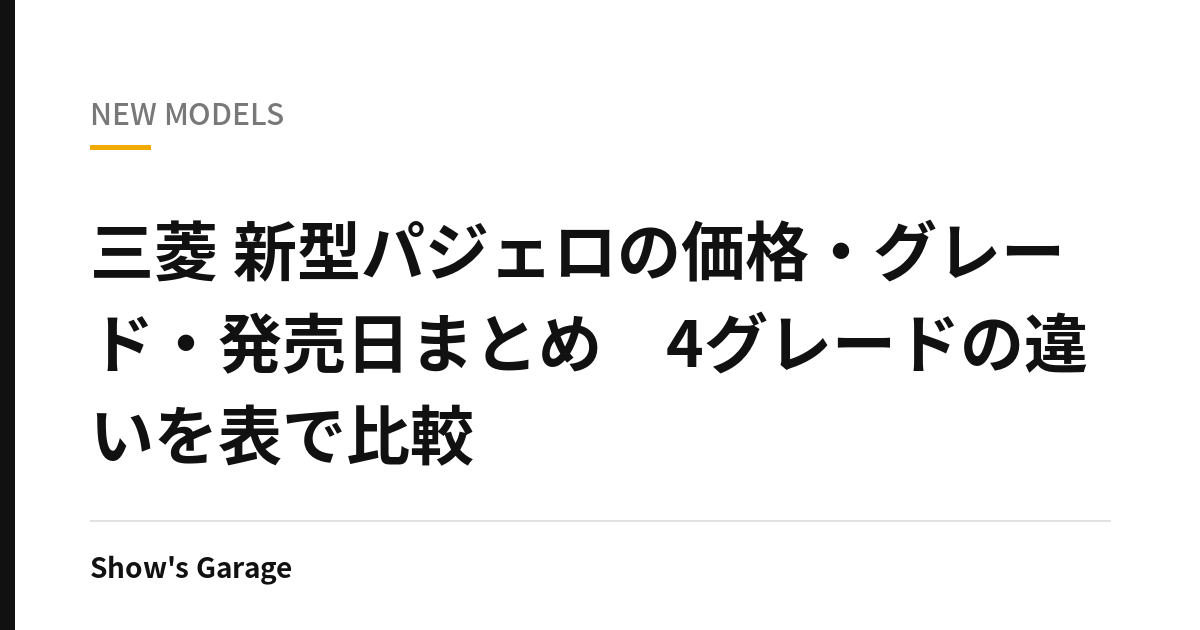 NEW MODELS
三菱 新型パジェロの価格・グレー
ド・発売日まとめ　4グレードの違
いを表で比較
Show's Garage